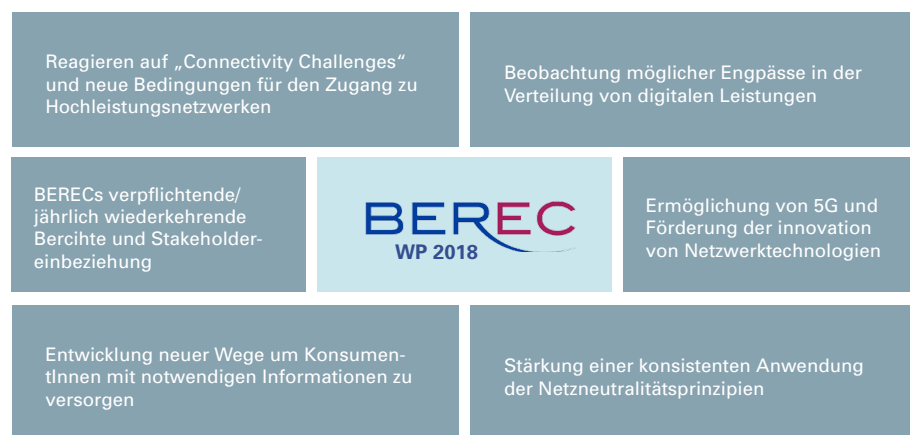 Reagieren auf „Connectivity Challenges“
und neue Bedingungen für den Zugang zu
Hochleistungsnetzwerken
Beobachtung möglicher Engpässe in der
Verteilung von digitalen Leistungen
BERECs verpflichtende/
jährlich wiederkehrende
Bercihte und Stakeholder-
einbeziehung
BEREC
WP 2018
Ermöglichung von 5G und
Förderung der innovation
von Netzwerktechnologien
Entwicklung neuer Wege um Konsumen-
tInnen mit notwendigen Informationen zu
versorgen
Stärkung einer konsistenten Anwendung
der Netzneutralitätsprinzipien